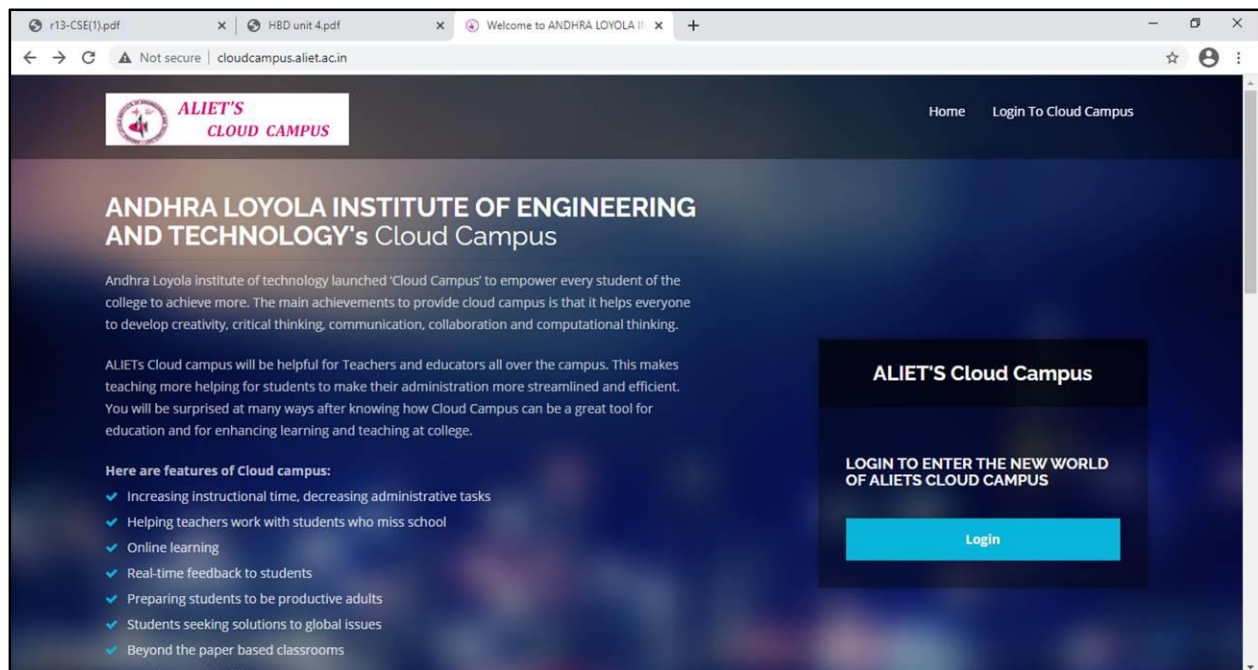 r13-CSE(1).pdf
HBD unit 4.pdf
Welcome to ANDHRA LOYOLA
Not secure | cloudcampus.aliet.ac.in
ALIET'S
CLOUD CAMPUS
Home
Login To Cloud Campus
ANDHRA LOYOLA INSTITUTE OF ENGINEERING
AND TECHNOLOGY's Cloud Campus
Andhra Loyola institute of technology launched 'Cloud Campus' to empower every student of the
college to achieve more. The main achievements to provide cloud campus is that it helps everyone
to develop creativity, critical thinking, communication, collaboration and computational thinking.
ALIETs Cloud campus will be helpful for Teachers and educators all over the campus. This makes
teaching more helping for students to make their administration more streamlined and efficient.
You will be surprised at many ways after knowing how Cloud Campus can be a great tool for
education and for enhancing learning and teaching at college.
Here are features of Cloud campus:
Increasing instructional time, decreasing administrative tasks
Helping teachers work with students who miss school
Online learning
Real-time feedback to students
Preparing students to be productive adults
Students seeking solutions to global issues
Beyond the paper based classrooms
ALIET'S Cloud Campus
LOGIN TO ENTER THE NEW WORLD
OF ALIETS CLOUD CAMPUS
Login